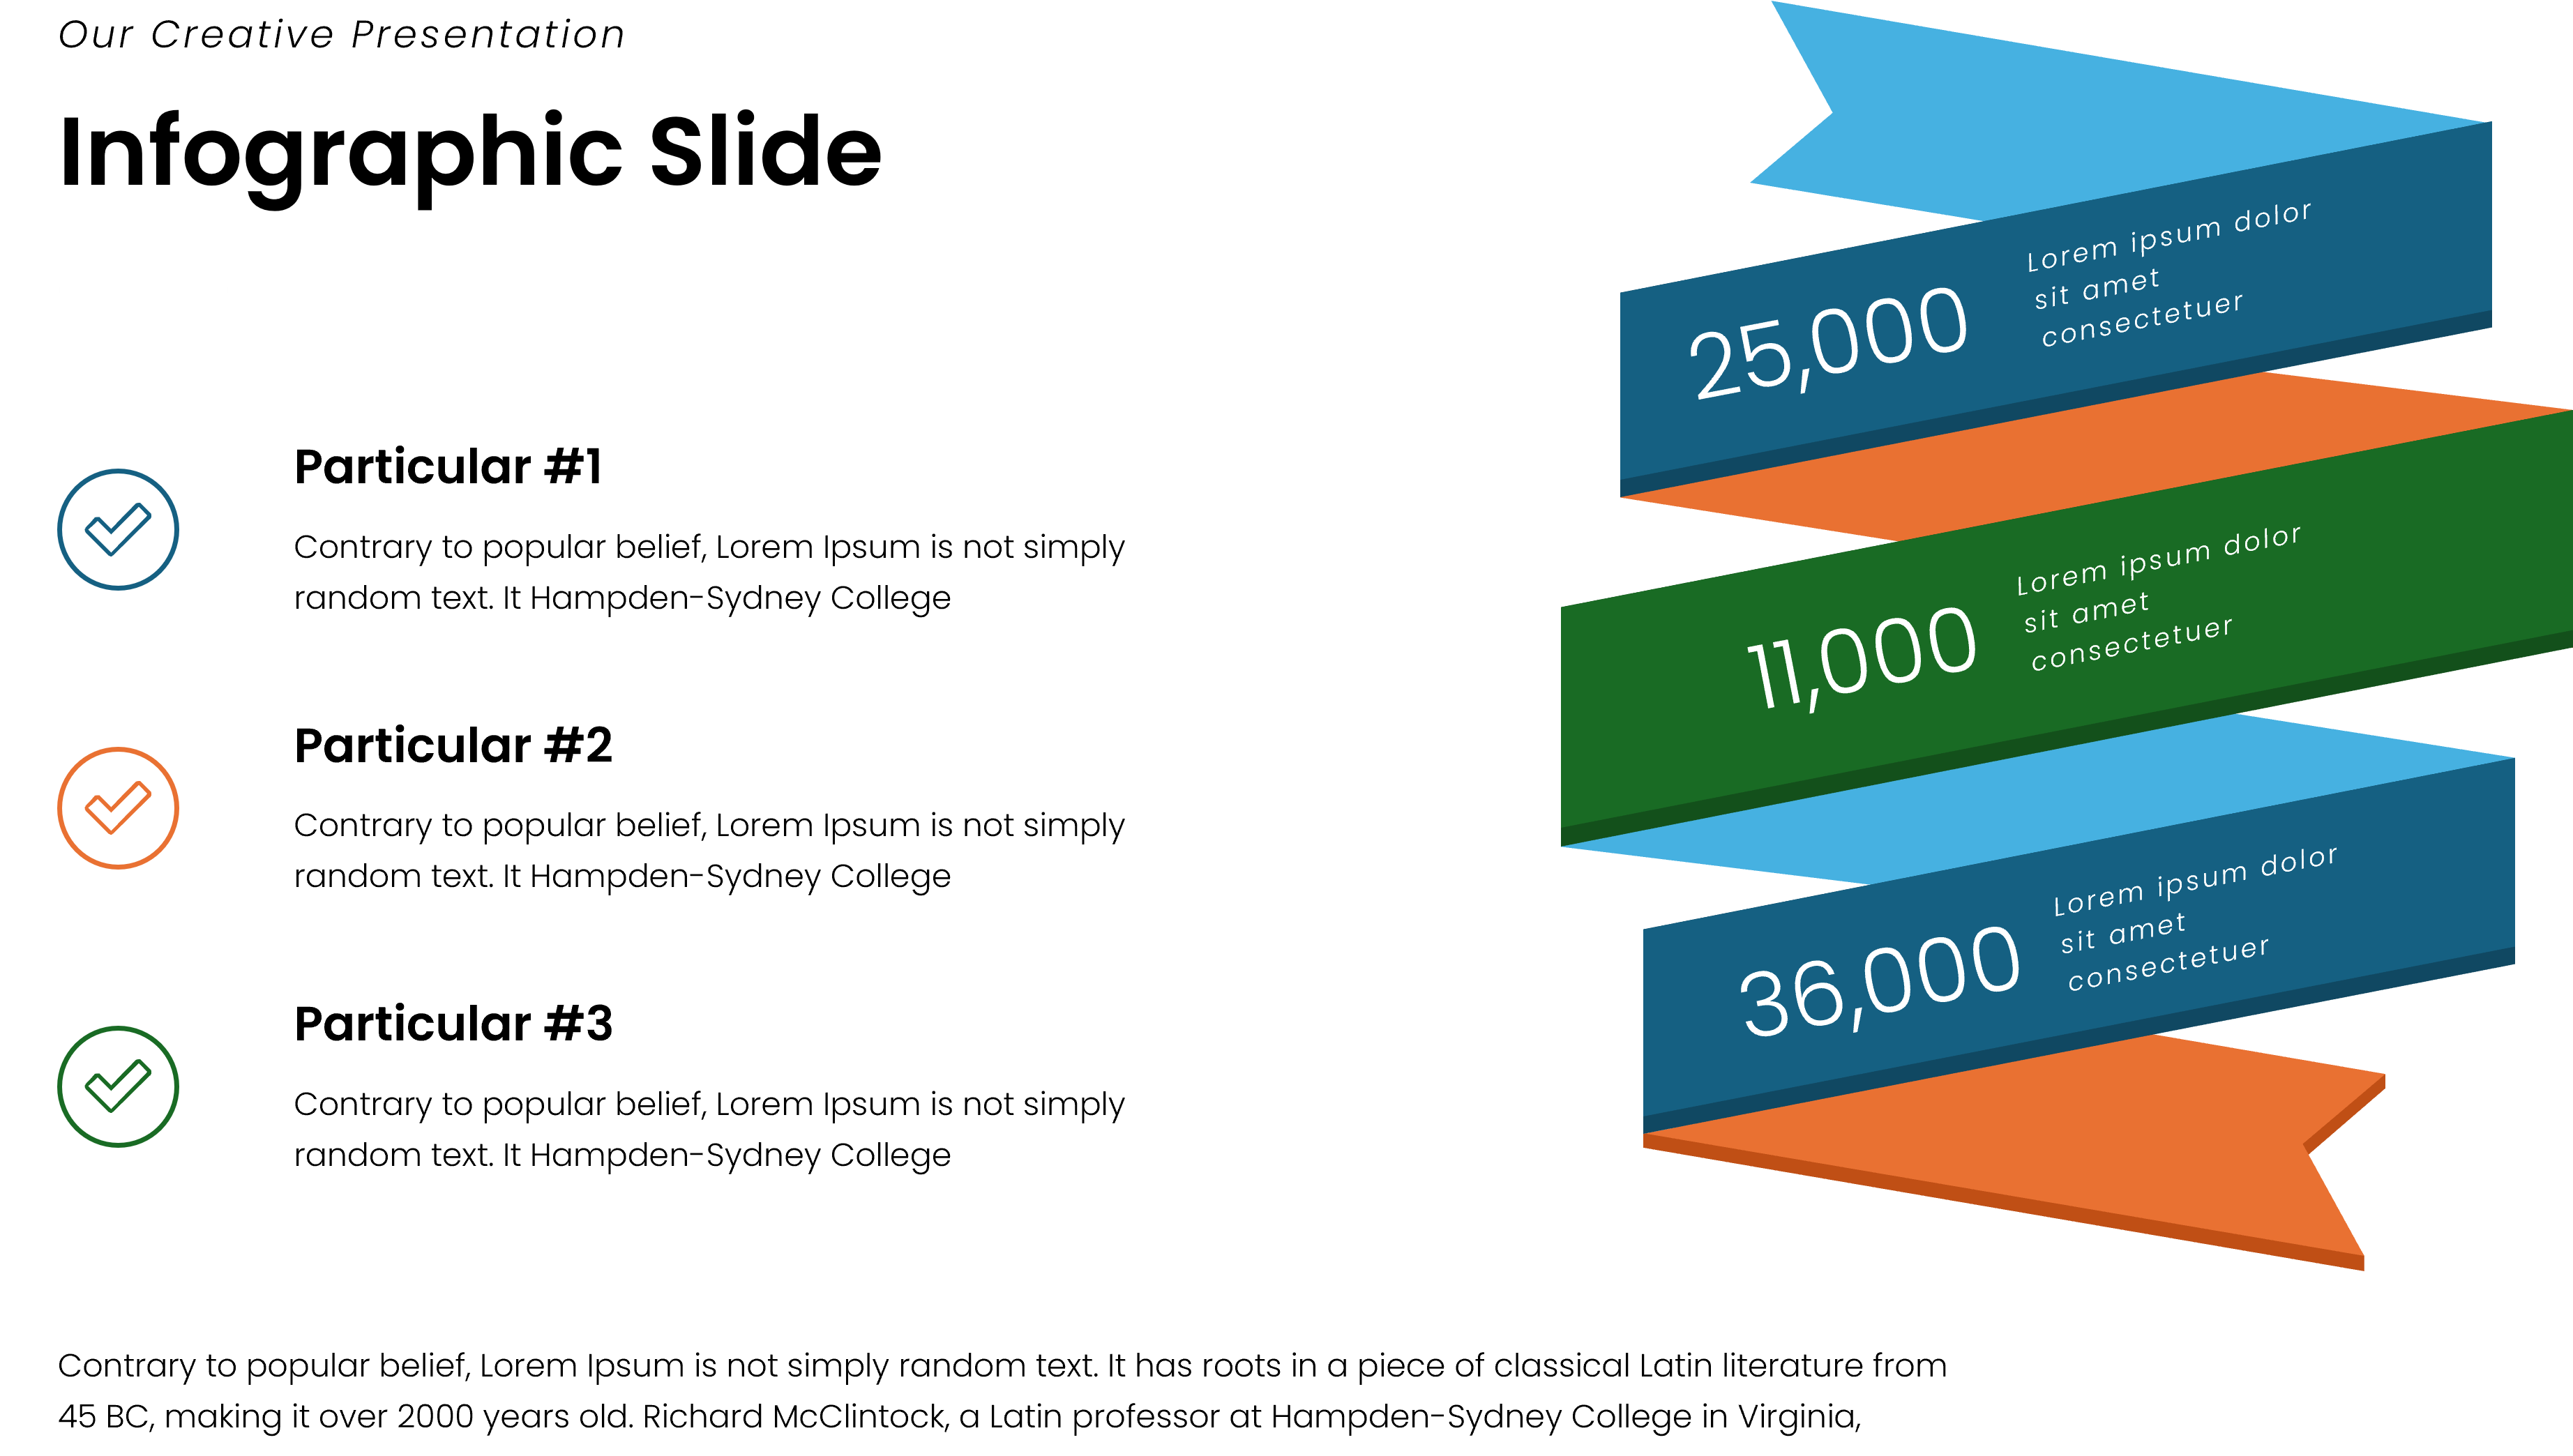 Our Creative Presentation
Infographic Slide
Particular #1
Contrary to popular belief, Lorem Ipsum is not simply
random text. It Hampden-Sydney College
Particular #2
Contrary to popular belief, Lorem Ipsum is not simply
random text. It Hampden-Sydney College
Particular #3
Contrary to popular belief, Lorem Ipsum is not simply
random text. It Hampden-Sydney College
25,000
Lorem ipsum dolor
sit amet
consectetuer
11,000
Lorem ipsum dolor
sit amet
consectetuer
36,000
Lorem ipsum dolor
sit amet
consectetuer
Contrary to popular belief, Lorem Ipsum is not simply random text. It has roots in a piece of classical Latin literature from
45 BC, making it over 2000 years old. Richard McClintock, a Latin professor at Hampden-Sydney College in Virginia,